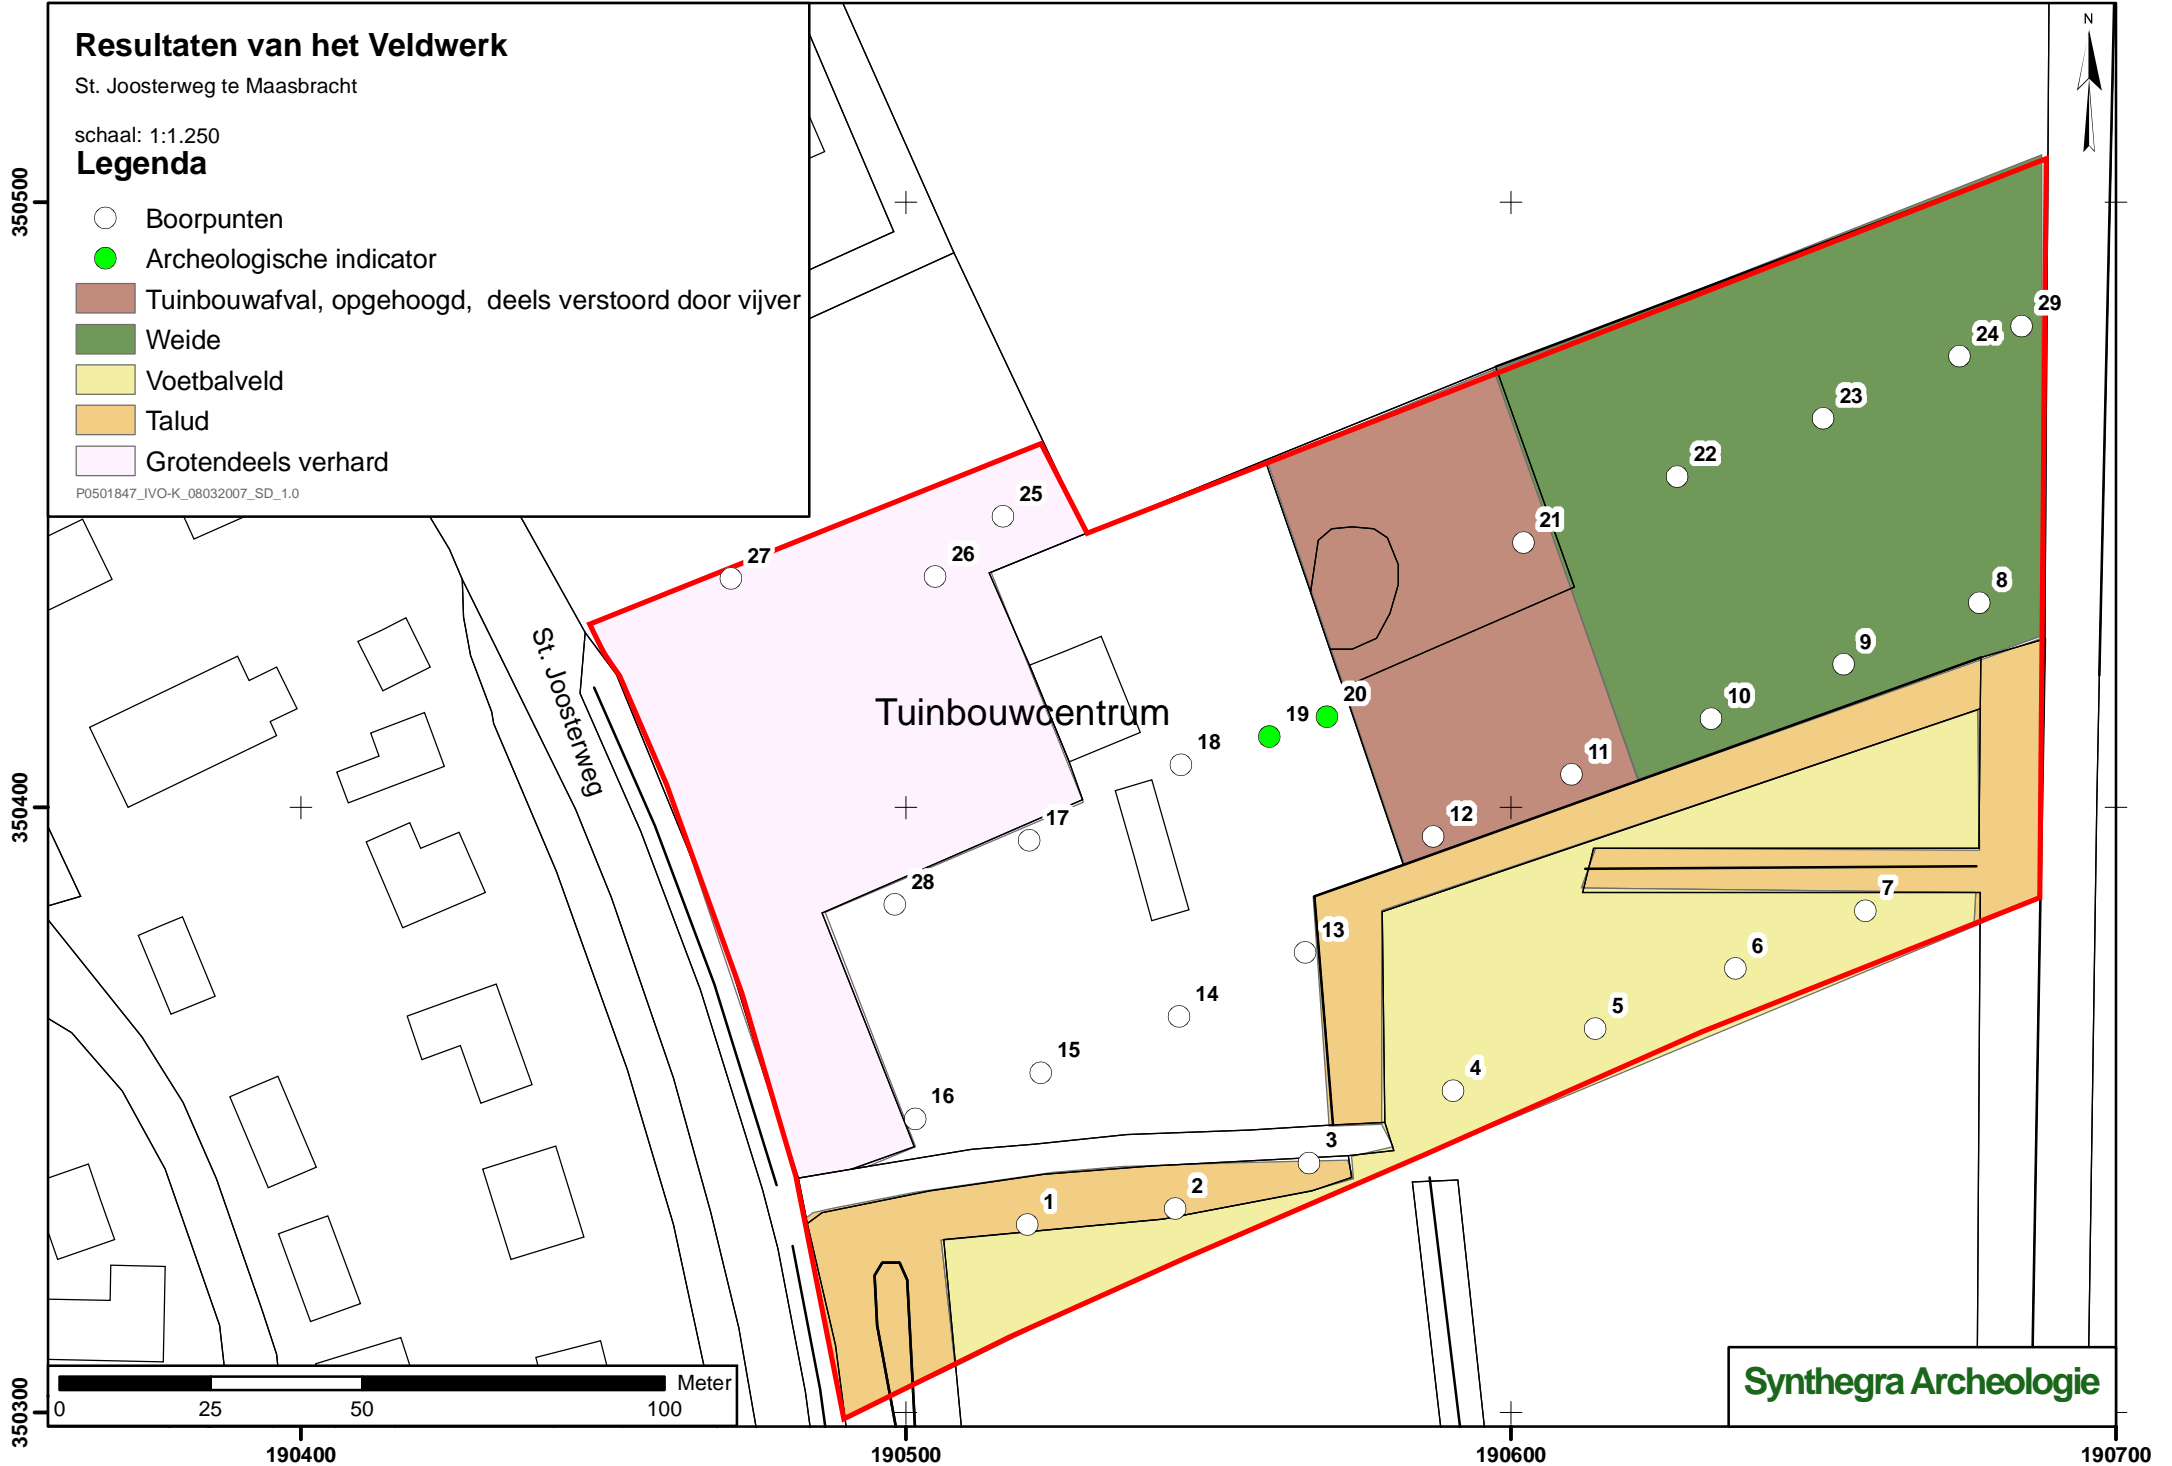 Resultaten van het Veldwerk
St. Joosterweg te Maasbracht
schaal: 1:1.250
Legenda
Boorpunten
Archeologische indicator
Tuinbouwafval, opgehoogd, deels verstoord door vijver
Weide
Voetbalveld
Talud
Grotendeels verhard
P0501847_IVO-K_08032007_SD_1.0
N
350500
350400
350300
29
24
23
22
25
21
27
26
8
9
St. Joosterweg
Tuinbouwcentrum
20
10
19
18
11
17
12
28
7
13
6
14
5
15
4
16
3
2
1
Meter
0 25 50 100
Synthegra Archeologie
190400 190500 190600 190700